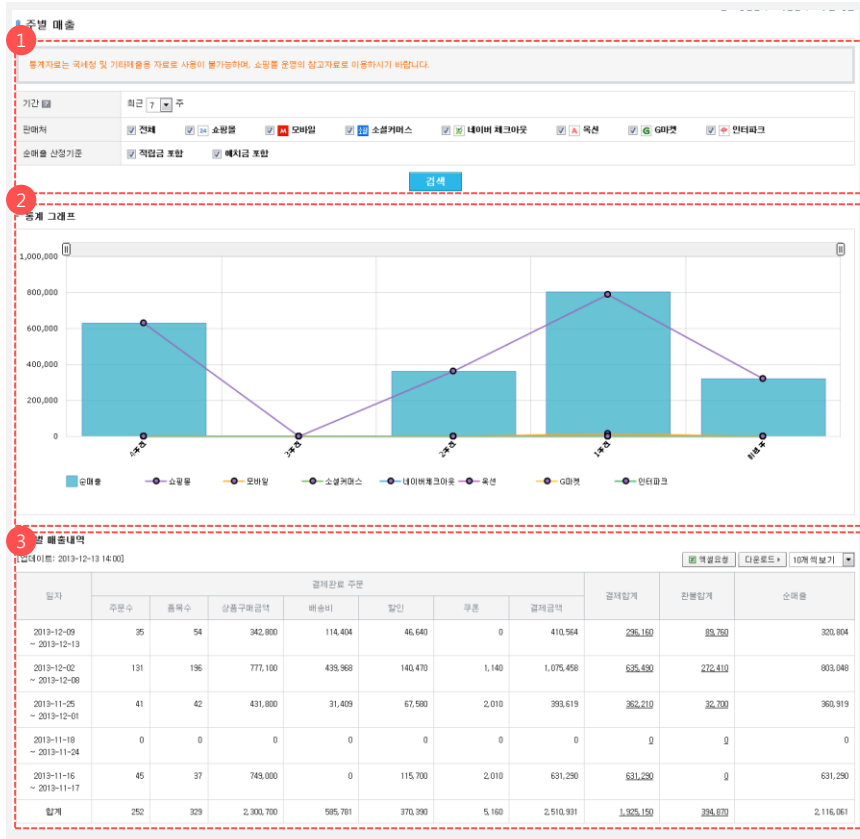 주별 매출
1
통계자료는 국세청 및 기타제출용 자료로 사용이 불가능하며, 쇼핑몰 운영의 참고자료로 이용하시기 바랍니다.
기간 ? 최근 7 주
판매처 전체 24 쇼핑몰 M 모바일 소셜 소셜커머스 네이버 체크아웃 A 옥션 G G마켓 인터파크
순매출 산정기준 적립금 포함 예치금 포함
검색
2
통계 그래프
1,000,000
800,000
600,000
400,000
200,000
0
4주전 3주전 2주전 1주전 이번주
순매출 쇼핑몰 모바일 소셜커머스 네이버체크아웃 옥션 G마켓 인터파크
3
별 매출내역
[업데이트: 2013-12-13 14:00] 엑셀요청 다운로드 10개씩보기
일자 결제완료 주문 결제합계 환불합계 순매출
주문수 품목수 상품구매금액 배송비 할인 쿠폰 결제금액
2013-12-09 35 54 342,800 114,404 46,640 0 410,564 296,160 89,760 320,804
~ 2013-12-13
2013-12-02 131 196 777,100 439,968 140,470 1,140 1,075,458 635,490 272,410 803,048
~ 2013-12-08
2013-11-25 41 42 431,800 31,409 67,580 2,010 393,619 362,210 32,700 360,919
~ 2013-12-01
2013-11-18 0 0 0 0 0 0 0 0 0 0
~ 2013-11-24
2013-11-16 45 37 749,000 0 115,700 2,010 631,290 631,290 0 631,290
~ 2013-11-17
합계 252 329 2,300,700 585,781 370,390 5,160 2,510,931 1,925,150 394,870 2,116,061